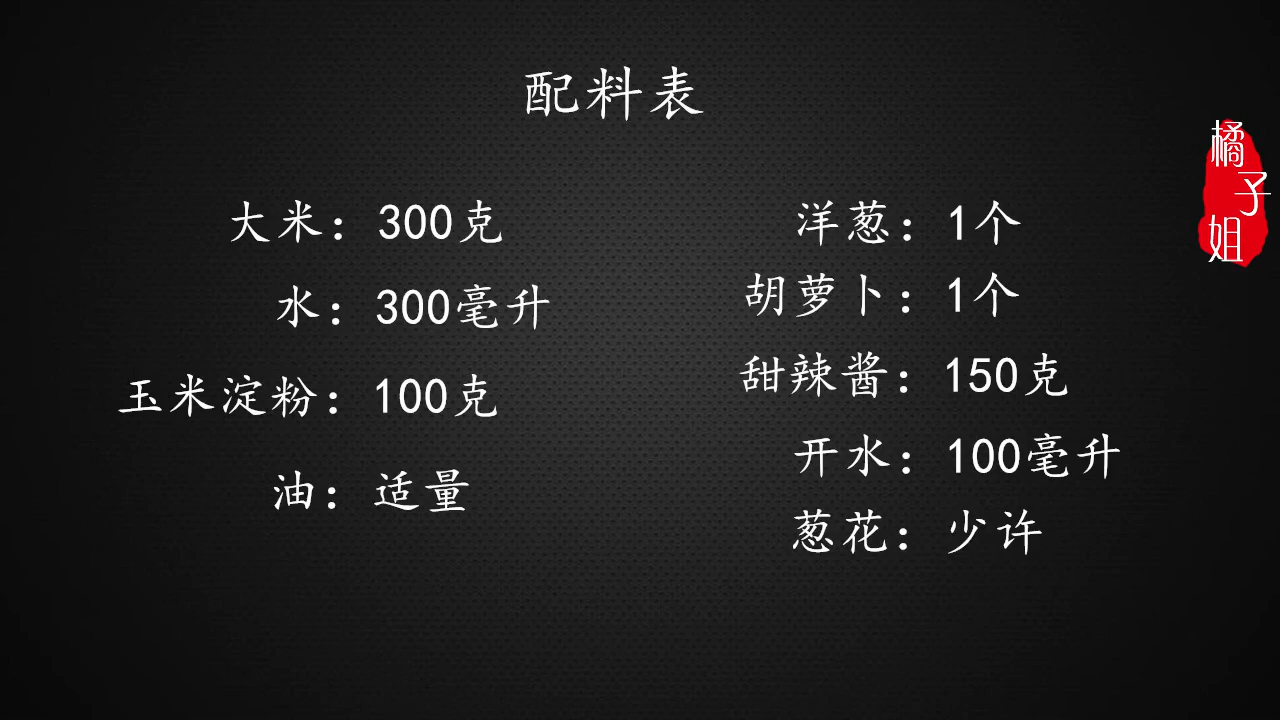 配料表
大米：300克
水：300毫升
玉米淀粉：100克
油：适量
洋葱：1个
胡萝卜：1个
甜辣酱：150克
开水：100毫升
葱花：少许
橘子姐